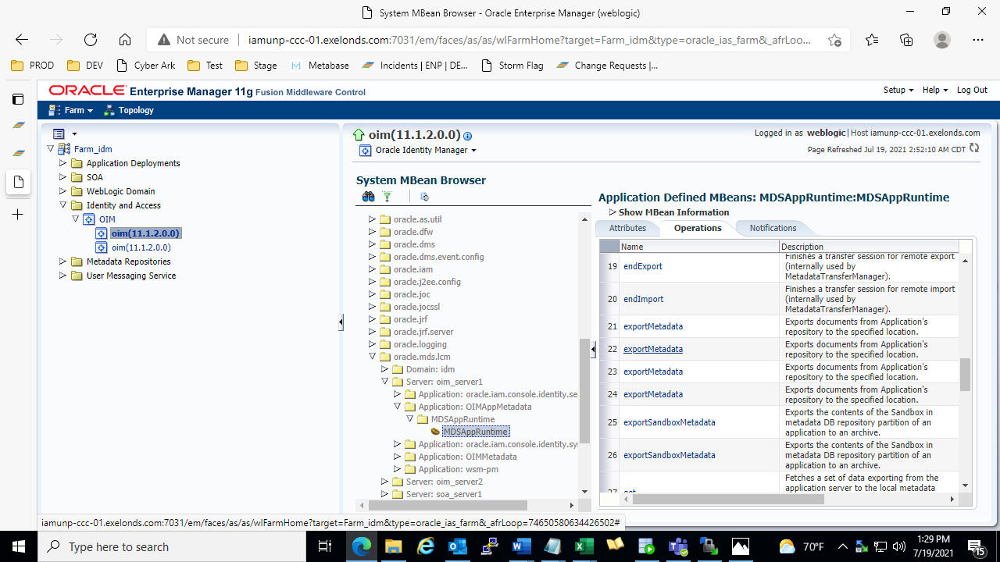 System MBean Browser - Oracle Enterprise Manager (weblogic)
Not secure
iamunp-ccc-01.exelonds.com:7031/em/faces/as/as/wlFarmHome?target=Farm_idm&type=oracle_ias_farm&_afrLoo...
PROD
DEV
Cyber Ark
Test
Stage
Metabase
Incidents | ENP | DE...
Storm Flag
Change Requests |...
ORACLE Enterprise Manager 11g Fusion Middleware Control
Setup
Help
Log Out
Farm
Topology
Farm_idm
Application Deployments
SOA
WebLogic Domain
Identity and Access
OIM
oim(11.1.2.0.0)
oim(11.1.2.0.0)
Metadata Repositories
User Messaging Service
oim(11.1.2.0.0)
Oracle Identity Manager
Logged in as weblogic | Host iamunp-ccc-01.exelonds.com
Page Refreshed Jul 19, 2021 2:52:10 AM CDT
System MBean Browser
oracle.as.util
oracle.dfw
oracle.dms
oracle.dms.event.config
oracle.iam
oracle.j2ee.config
oracle.joc
oracle.jocssl
oracle.jrf
oracle.jrf.server
oracle.logging
oracle.mds.lcm
Domain: idm
Server: oim_server1
Application: oracle.iam.console.identity.se
Application: OIMAppMetadata
MDSAppRuntime
MDSAppRuntime
Application: oracle.iam.console.identity.sy
Application: OIMMetadata
Application: wsm-pm
Server: oim_server2
Server: soa_server1
Application Defined MBeans: MDSAppRuntime:MDSAppRuntime
Show MBean Information
Attributes
Operations
Notifications
Name
Description
19 endExport
Finishes a transfer session for remote export
(internally used by
MetadataTransferManager).
20 endImport
Finishes a transfer session for remote import
(internally used by
MetadataTransferManager).
21 exportMetadata
Exports documents from Application's
repository to the specified location.
22 exportMetadata
Exports documents from Application's
repository to the specified location.
23 exportMetadata
Exports documents from Application's
repository to the specified location.
24 exportMetadata
Exports documents from Application's
repository to the specified location.
25 exportSandboxMetadata
Exports the contents of the Sandbox in
metadata DB repository partition of an
application to an archive.
26 exportSandboxMetadata
Exports the contents of the Sandbox in
metadata DB repository partition of an
application to an archive.
Fetches a set of data exporting from the
application server to the local metadata
iamunp-ccc-01.exelonds.com:7031/em/faces/as/as/wlFarmHome?target=Farm_idm&type=oracle_ias_farm&_afrLoop=74650580634426502#
Type here to search
70°F
1:29 PM
7/19/2021
15